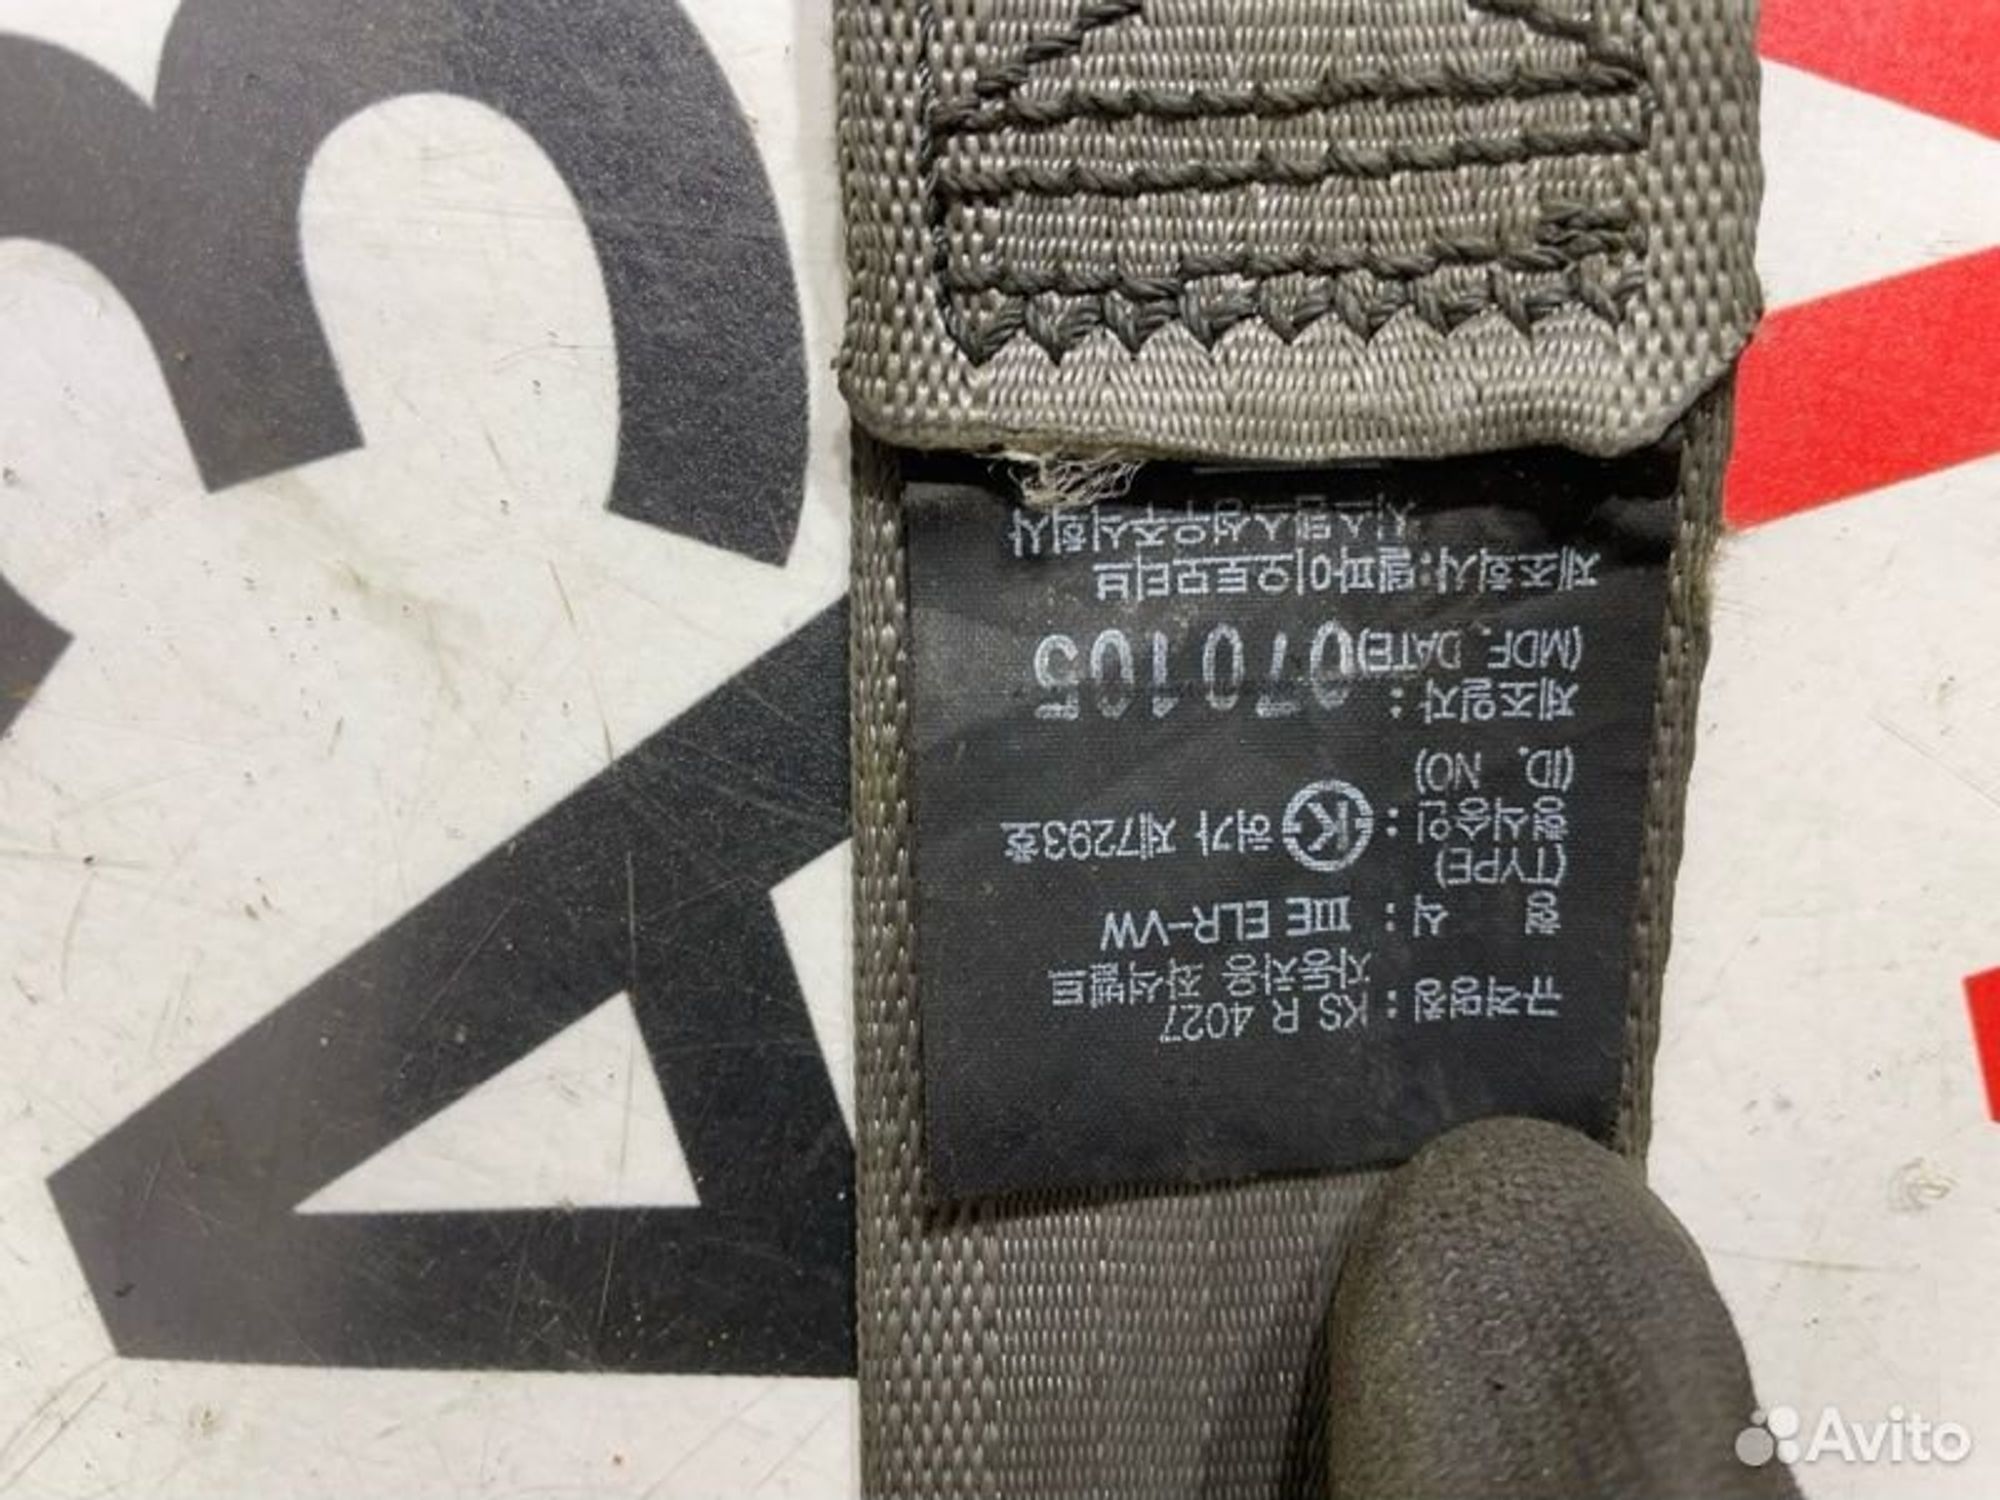 규격명칭 : KS R 4027
자동차용 좌석벨트
형 식 : ⅢE ELR-VW
(TYPE)
형식승인 : K 허가 제7293호
(ID. NO)
제조일자 : 070105
(MDF. DATE)
제조회사:델파이오토모티브
시스템스성우주식회사
Avito